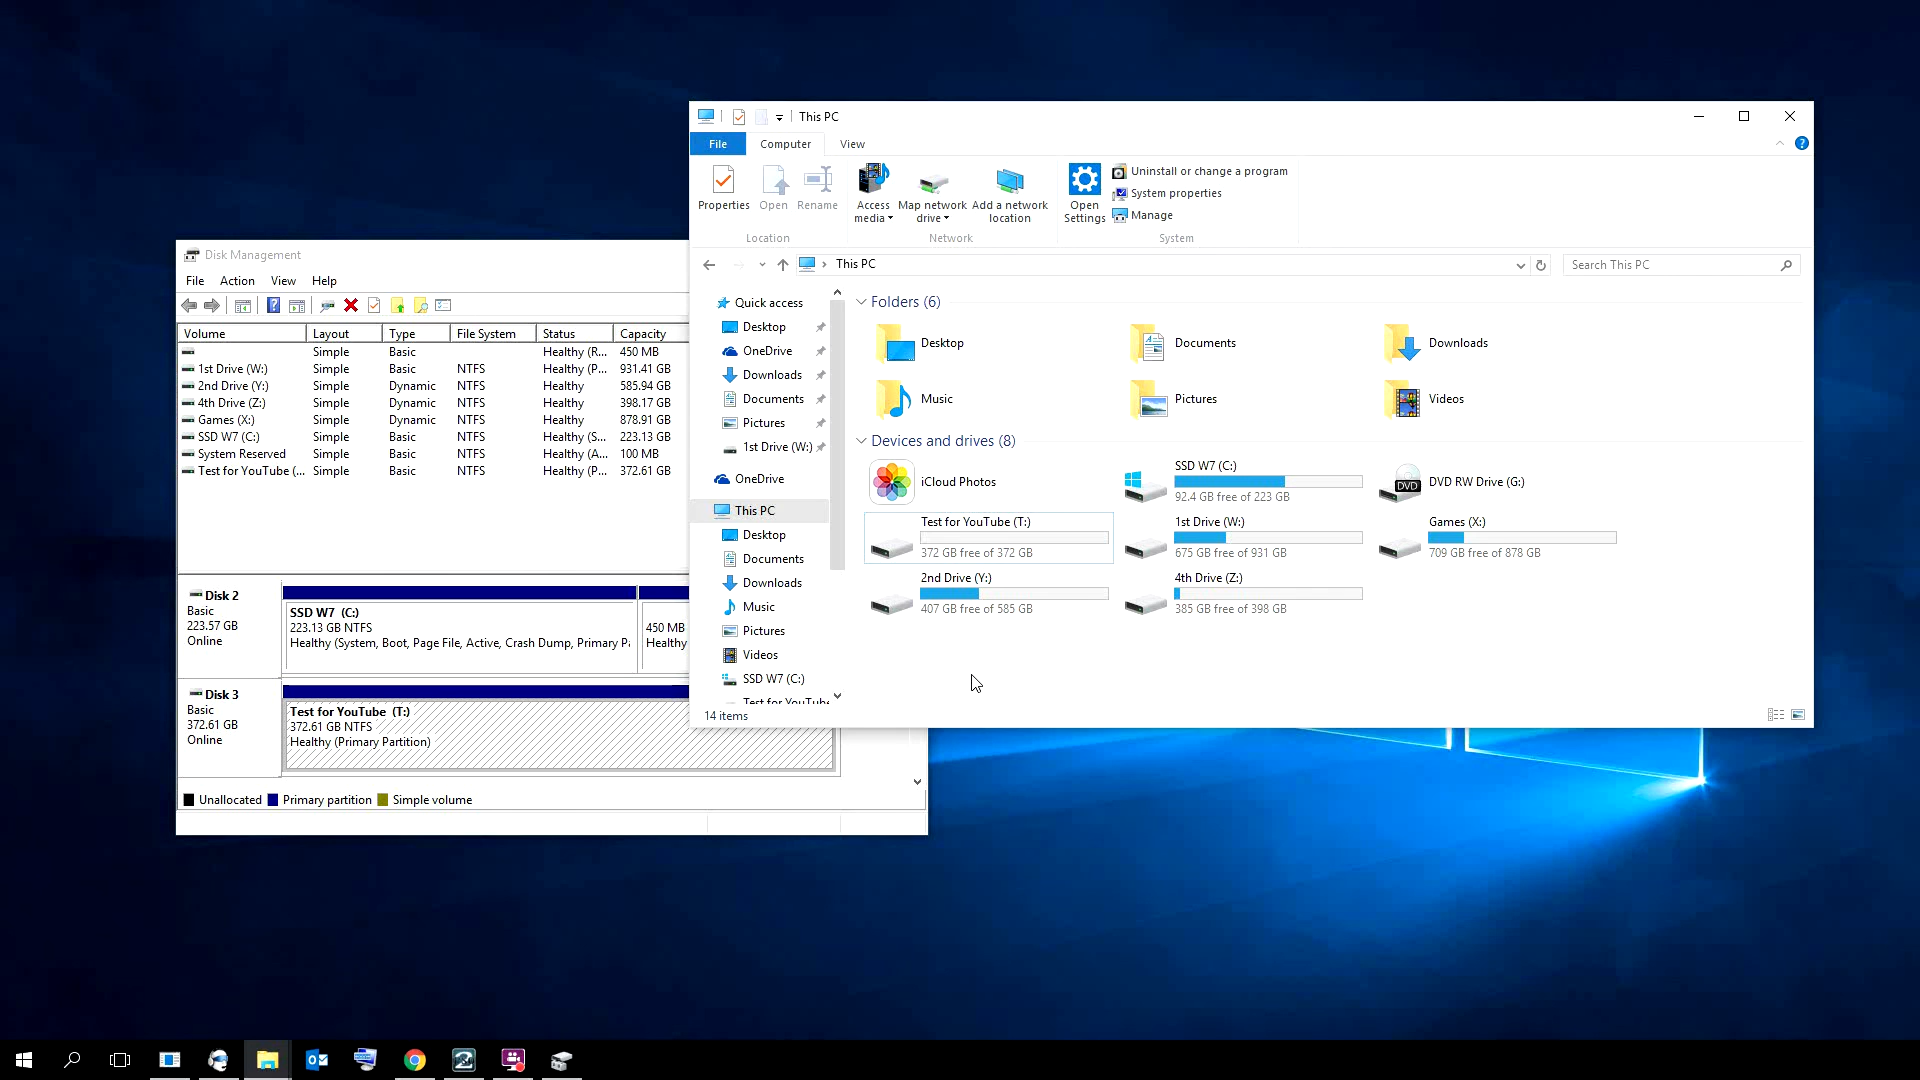 This PC
File Computer View
Properties Open Rename Access media Map network drive Add a network location Open Settings
Uninstall or change a program
System properties
Manage
Location Network System
This PC Search This PC
Quick access
Desktop
OneDrive
Downloads
Documents
Pictures
1st Drive (W:)
OneDrive
This PC
Desktop
Documents
Downloads
Music
Pictures
Videos
SSD W7 (C:)
Test for YouTube
Folders (6)
Desktop Documents Downloads
Music Pictures Videos
Devices and drives (8)
iCloud Photos
SSD W7 (C:)
92.4 GB free of 223 GB
DVD
DVD RW Drive (G:)
Test for YouTube (T:)
372 GB free of 372 GB
1st Drive (W:)
675 GB free of 931 GB
Games (X:)
709 GB free of 878 GB
2nd Drive (Y:)
407 GB free of 585 GB
4th Drive (Z:)
385 GB free of 398 GB
14 items
Disk Management
File Action View Help
Volume Layout Type File System Status Capacity
Simple Basic Healthy (R... 450 MB
1st Drive (W:) Simple Basic NTFS Healthy (P... 931.41 GB
2nd Drive (Y:) Simple Dynamic NTFS Healthy 585.94 GB
4th Drive (Z:) Simple Dynamic NTFS Healthy 398.17 GB
Games (X:) Simple Dynamic NTFS Healthy 878.91 GB
SSD W7 (C:) Simple Basic NTFS Healthy (S... 223.13 GB
System Reserved Simple Basic NTFS Healthy (A... 100 MB
Test for YouTube (... Simple Basic NTFS Healthy (P... 372.61 GB
Disk 2
Basic
223.57 GB
Online
SSD W7 (C:)
223.13 GB NTFS
Healthy (System, Boot, Page File, Active, Crash Dump, Primary P
450 MB
Healthy
Disk 3
Basic
372.61 GB
Online
Test for YouTube (T:)
372.61 GB NTFS
Healthy (Primary Partition)
Unallocated Primary partition Simple volume